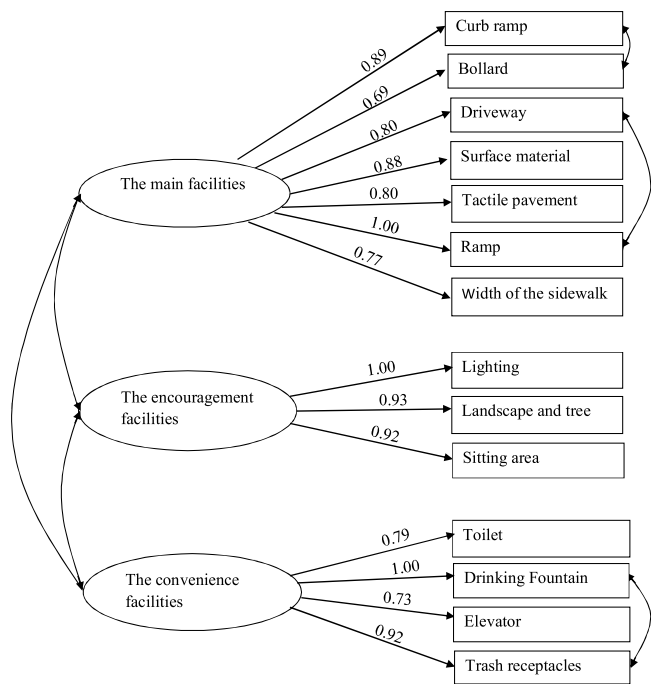 Curb ramp
0.89
Bollard
0.69
Driveway
0.80
Surface material
0.88
The main facilities
Tactile pavement
0.80
Ramp
1.00
Width of the sidewalk
0.77
Lighting
1.00
The encouragement
facilities
Landscape and tree
0.93
Sitting area
0.92
Toilet
0.79
Drinking Fountain
1.00
The convenience
facilities
Elevator
0.73
Trash receptacles
0.92